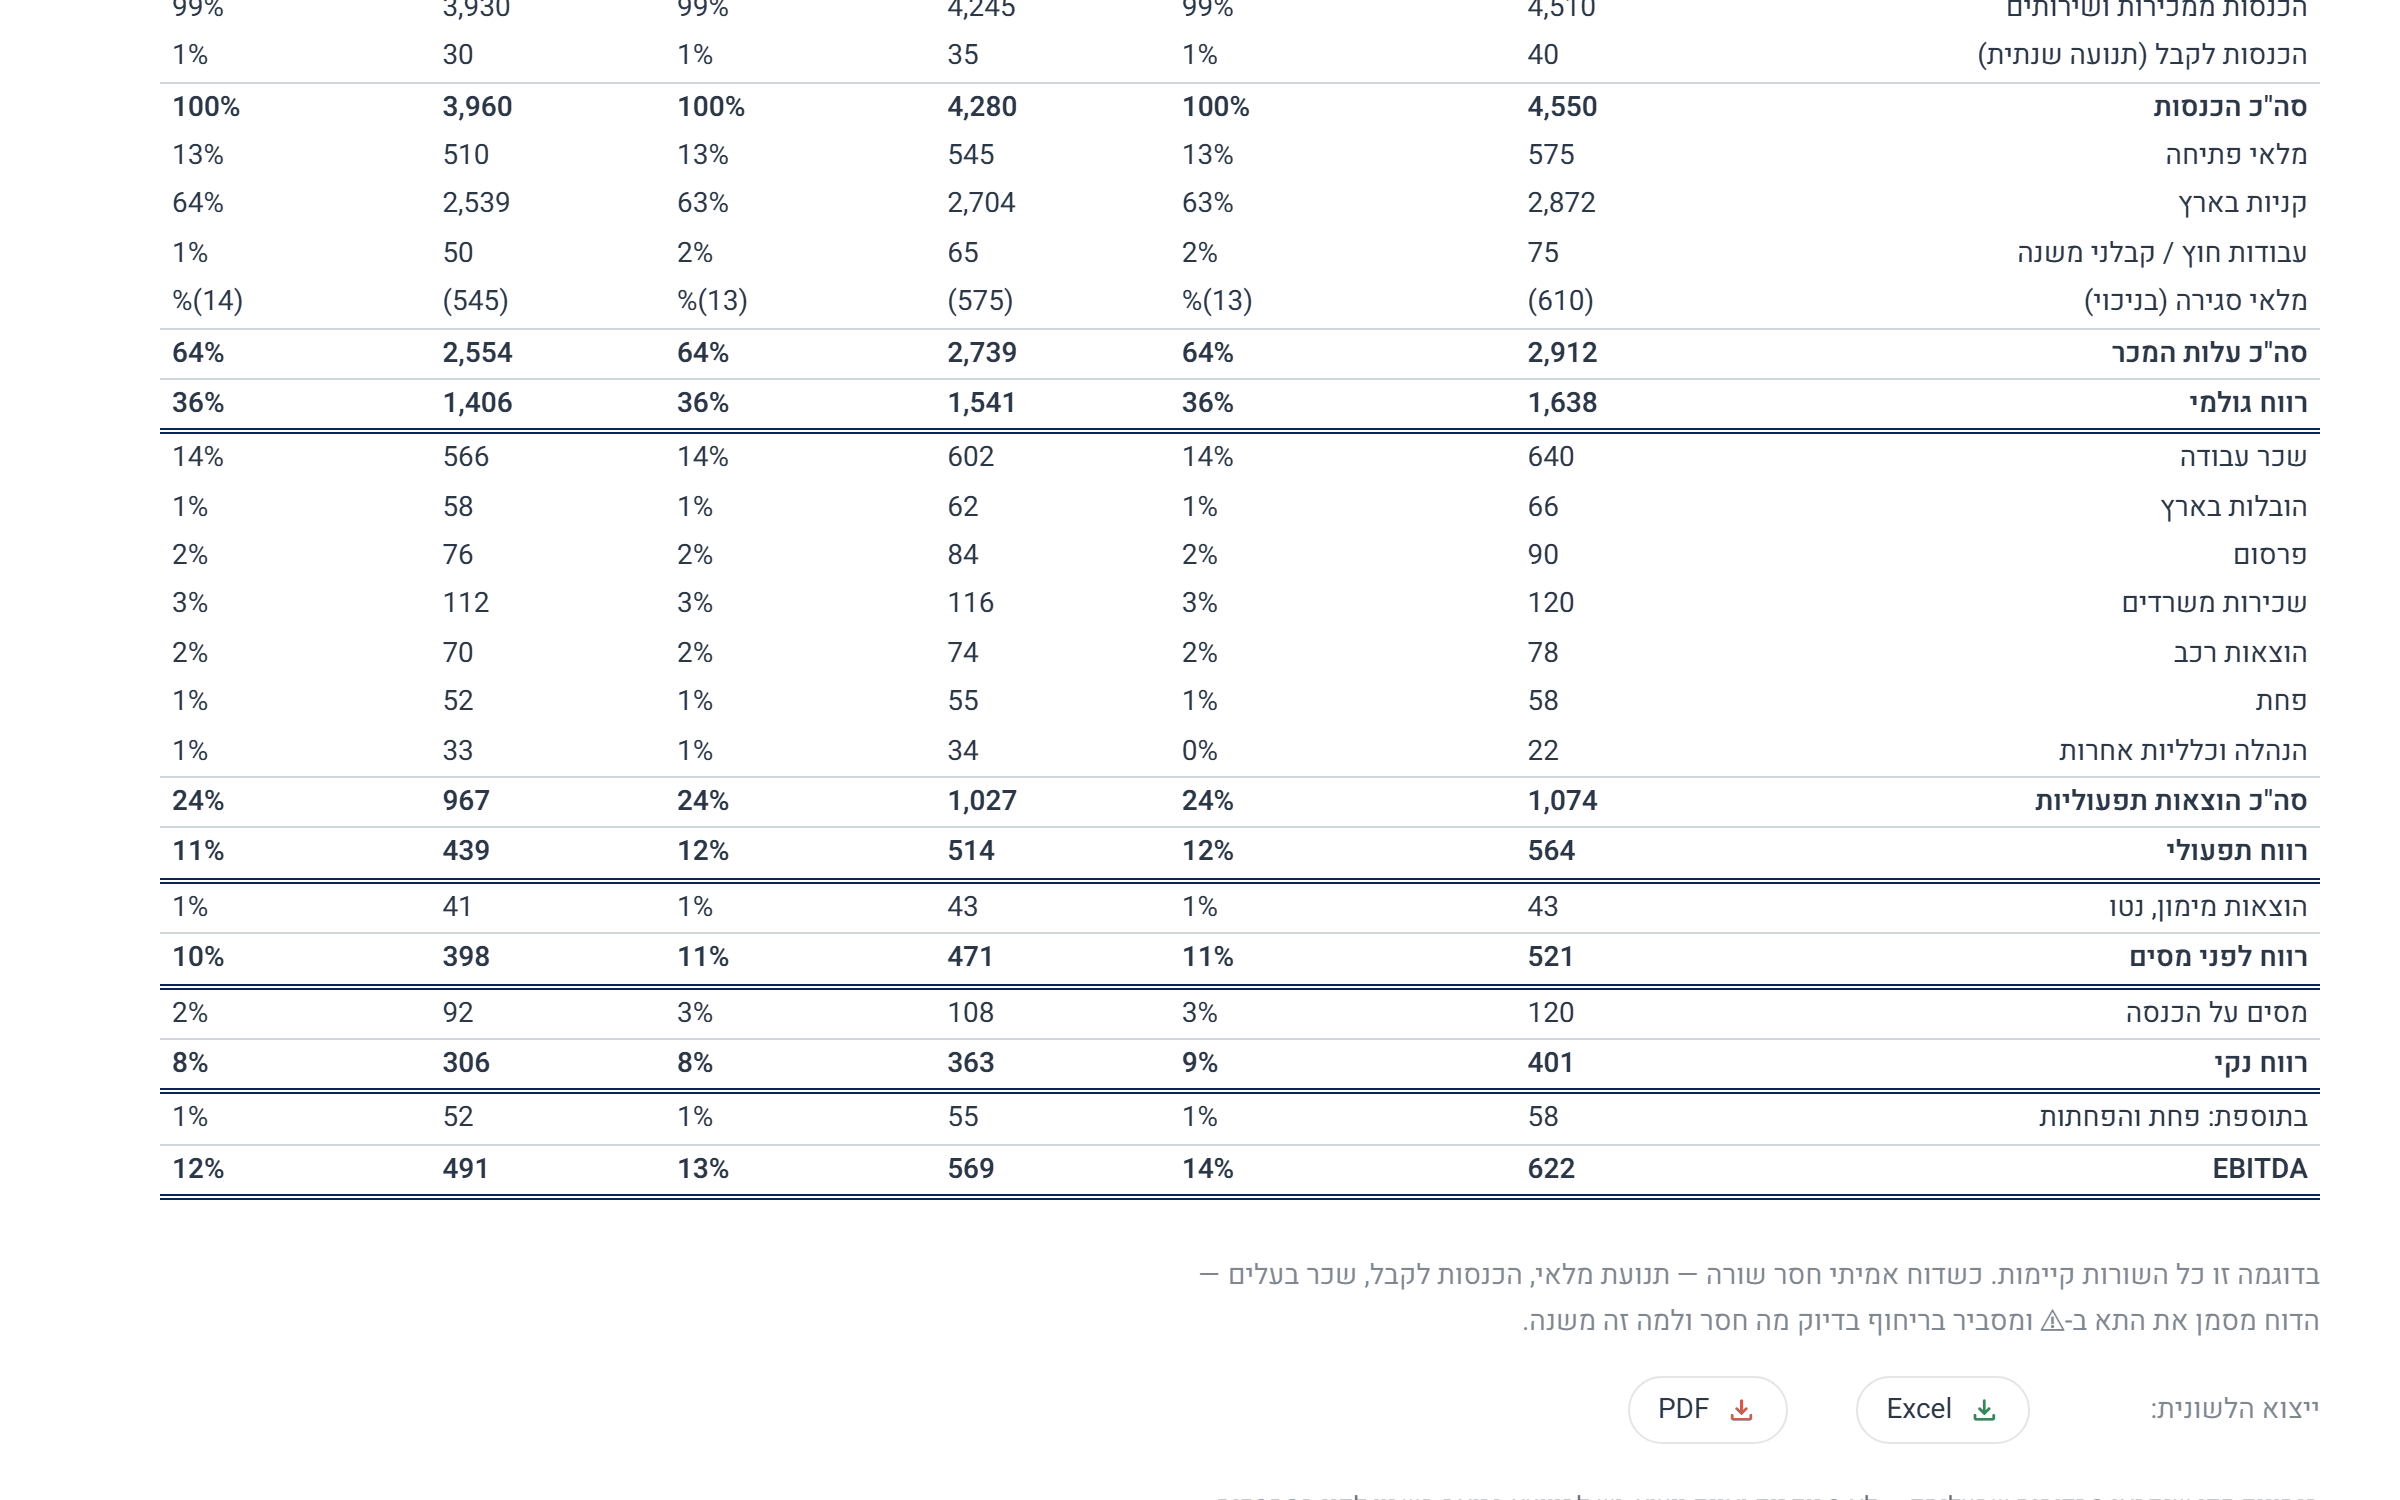 הכנסות ממכירות ושירותים 4,510 99% 4,245 99% 3,930 99%
הכנסות לקבל (תנועה שנתית) 40 1% 35 1% 30 1%
סה"כ הכנסות 4,550 100% 4,280 100% 3,960 100%
מלאי פתיחה 575 13% 545 13% 510 13%
קניות בארץ 2,872 63% 2,704 63% 2,539 64%
עבודות חוץ / קבלני משנה 75 2% 65 2% 50 1%
מלאי סגירה (בניכוי) (610) %(13) (575) %(13) (545) %(14)
סה"כ עלות המכר 2,912 64% 2,739 64% 2,554 64%
רווח גולמי 1,638 36% 1,541 36% 1,406 36%
שכר עבודה 640 14% 602 14% 566 14%
הובלות בארץ 66 1% 62 1% 58 1%
פרסום 90 2% 84 2% 76 2%
שכירות משרדים 120 3% 116 3% 112 3%
הוצאות רכב 78 2% 74 2% 70 2%
פחת 58 1% 55 1% 52 1%
הנהלה וכלליות אחרות 22 0% 34 1% 33 1%
סה"כ הוצאות תפעוליות 1,074 24% 1,027 24% 967 24%
רווח תפעולי 564 12% 514 12% 439 11%
הוצאות מימון, נטו 43 1% 43 1% 41 1%
רווח לפני מסים 521 11% 471 11% 398 10%
מסים על הכנסה 120 3% 108 3% 92 2%
רווח נקי 401 9% 363 8% 306 8%
בתוספת: פחת והפחתות 58 1% 55 1% 52 1%
EBITDA 622 14% 569 13% 491 12%
בדוגמה זו כל השורות קיימות. כשדוח אמיתי חסר שורה — תנועת מלאי, הכנסות לקבל, שכר בעלים —
הדוח מסמן את התא ב-⚠ ומסביר בריחוף בדיוק מה חסר ולמה זה משנה.
ייצוא הלשונית: Excel PDF